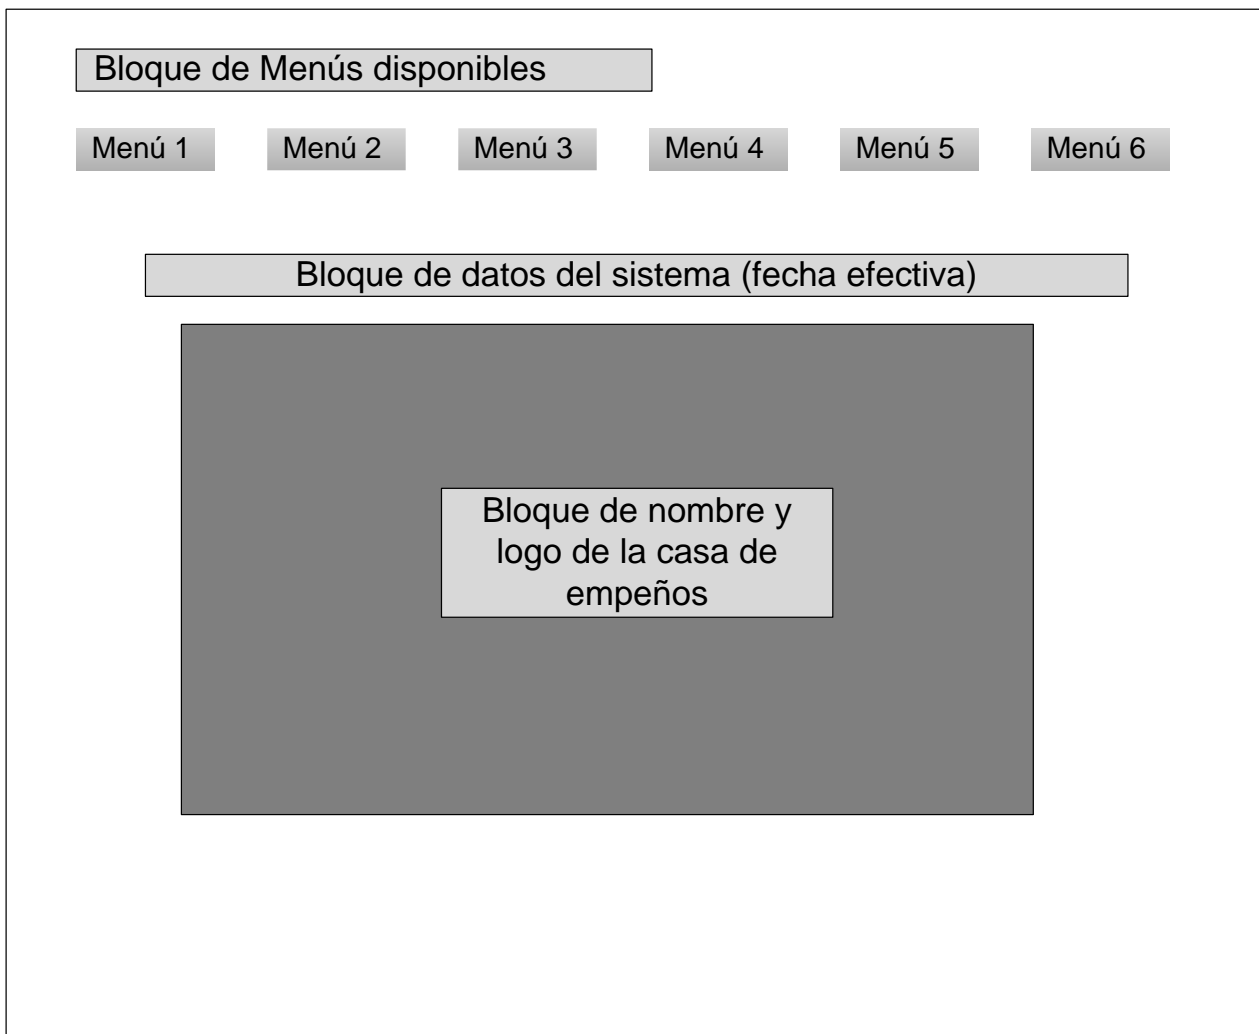 Bloque de Menús disponibles
Menú 1 Menú 2 Menú 3 Menú 4 Menú 5 Menú 6
Bloque de datos del sistema (fecha efectiva)
Bloque de nombre y
logo de la casa de
empeños